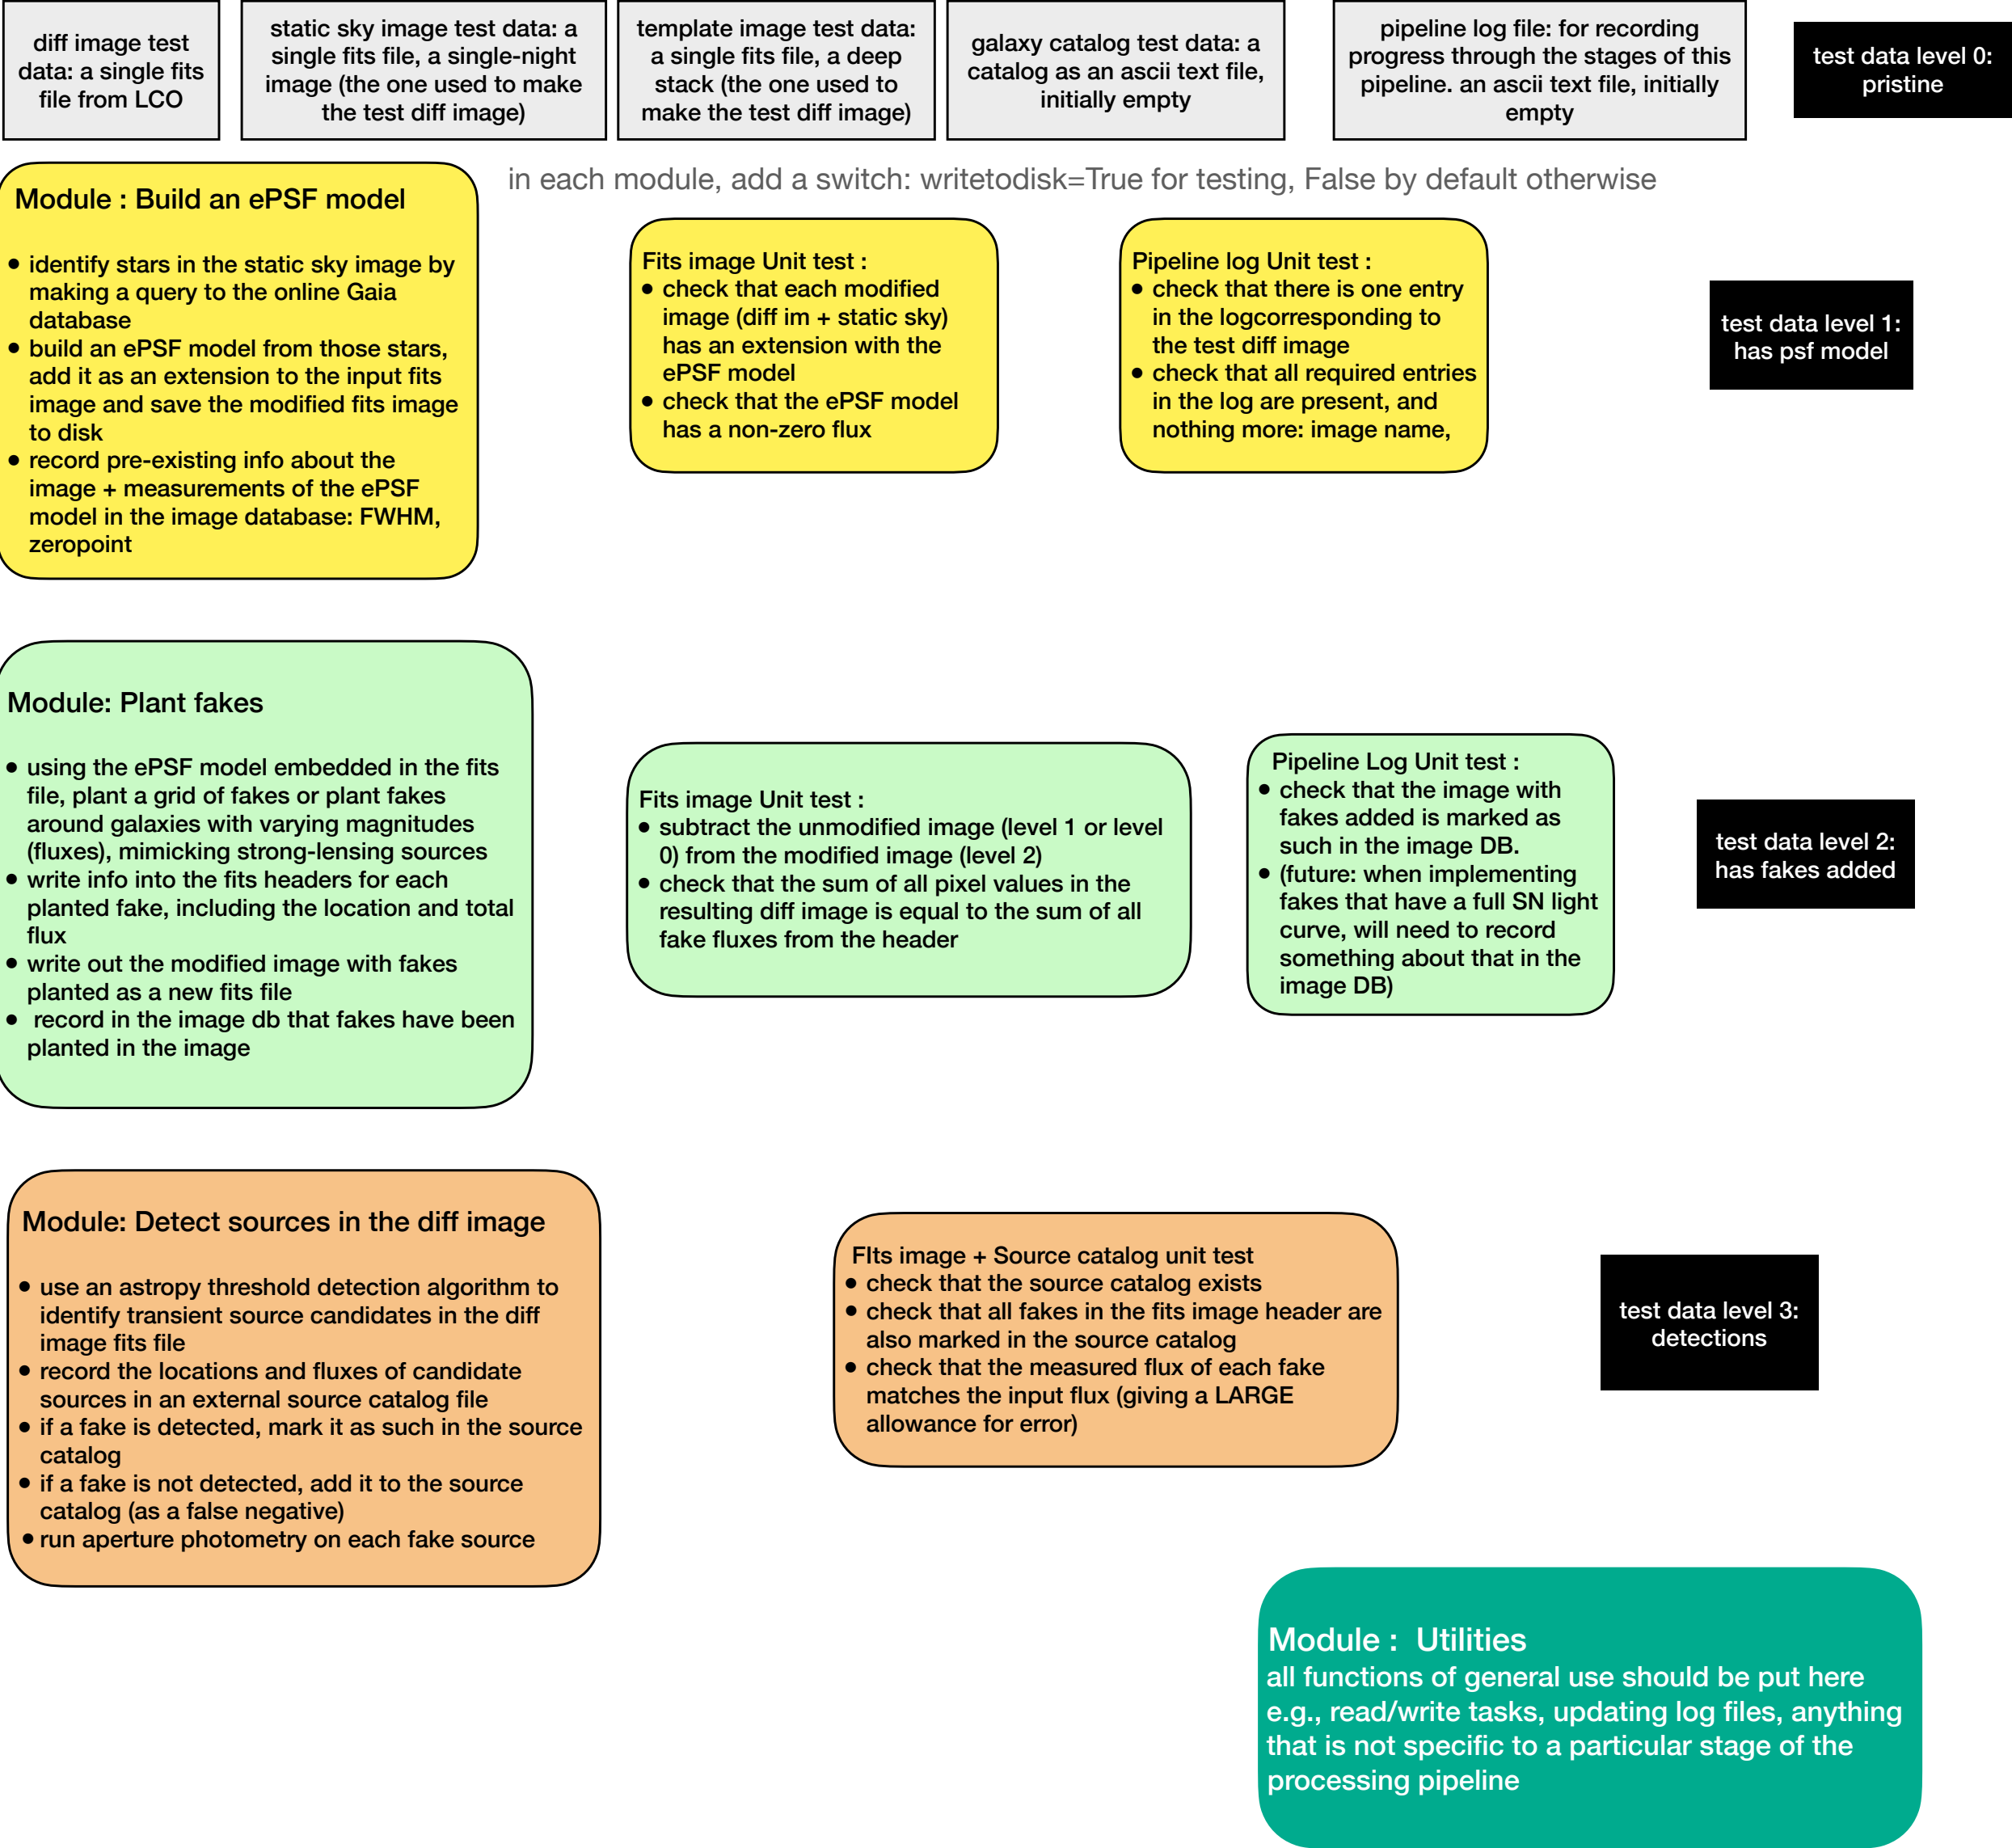 diff image test
data: a single fits
file from LCO
static sky image test data: a
single fits file, a single-night
image (the one used to make
the test diff image)
template image test data:
a single fits file, a deep
stack (the one used to
make the test diff image)
galaxy catalog test data: a
catalog as an ascii text file,
initially empty
pipeline log file: for recording
progress through the stages of this
pipeline. an ascii text file, initially
empty
test data level 0:
pristine
in each module, add a switch: writetodisk=True for testing, False by default otherwise
Module : Build an ePSF model
• identify stars in the static sky image by
making a query to the online Gaia
database
• build an ePSF model from those stars,
add it as an extension to the input fits
image and save the modified fits image
to disk
• record pre-existing info about the
image + measurements of the ePSF
model in the image database: FWHM,
zeropoint
Fits image Unit test :
• check that each modified
image (diff im + static sky)
has an extension with the
ePSF model
• check that the ePSF model
has a non-zero flux
Pipeline log Unit test :
• check that there is one entry
in the logcorresponding to
the test diff image
• check that all required entries
in the log are present, and
nothing more: image name,
test data level 1:
has psf model
Module: Plant fakes
• using the ePSF model embedded in the fits
file, plant a grid of fakes or plant fakes
around galaxies with varying magnitudes
(fluxes), mimicking strong-lensing sources
• write info into the fits headers for each
planted fake, including the location and total
flux
• write out the modified image with fakes
planted as a new fits file
• record in the image db that fakes have been
planted in the image
Fits image Unit test :
• subtract the unmodified image (level 1 or level
0) from the modified image (level 2)
• check that the sum of all pixel values in the
resulting diff image is equal to the sum of all
fake fluxes from the header
Pipeline Log Unit test :
• check that the image with
fakes added is marked as
such in the image DB.
• (future: when implementing
fakes that have a full SN light
curve, will need to record
something about that in the
image DB)
test data level 2:
has fakes added
Module: Detect sources in the diff image
• use an astropy threshold detection algorithm to
identify transient source candidates in the diff
image fits file
• record the locations and fluxes of candidate
sources in an external source catalog file
• if a fake is detected, mark it as such in the source
catalog
• if a fake is not detected, add it to the source
catalog (as a false negative)
• run aperture photometry on each fake source
FIts image + Source catalog unit test
• check that the source catalog exists
• check that all fakes in the fits image header are
also marked in the source catalog
• check that the measured flux of each fake
matches the input flux (giving a LARGE
allowance for error)
test data level 3:
detections
Module : Utilities
all functions of general use should be put here
e.g., read/write tasks, updating log files, anything
that is not specific to a particular stage of the
processing pipeline